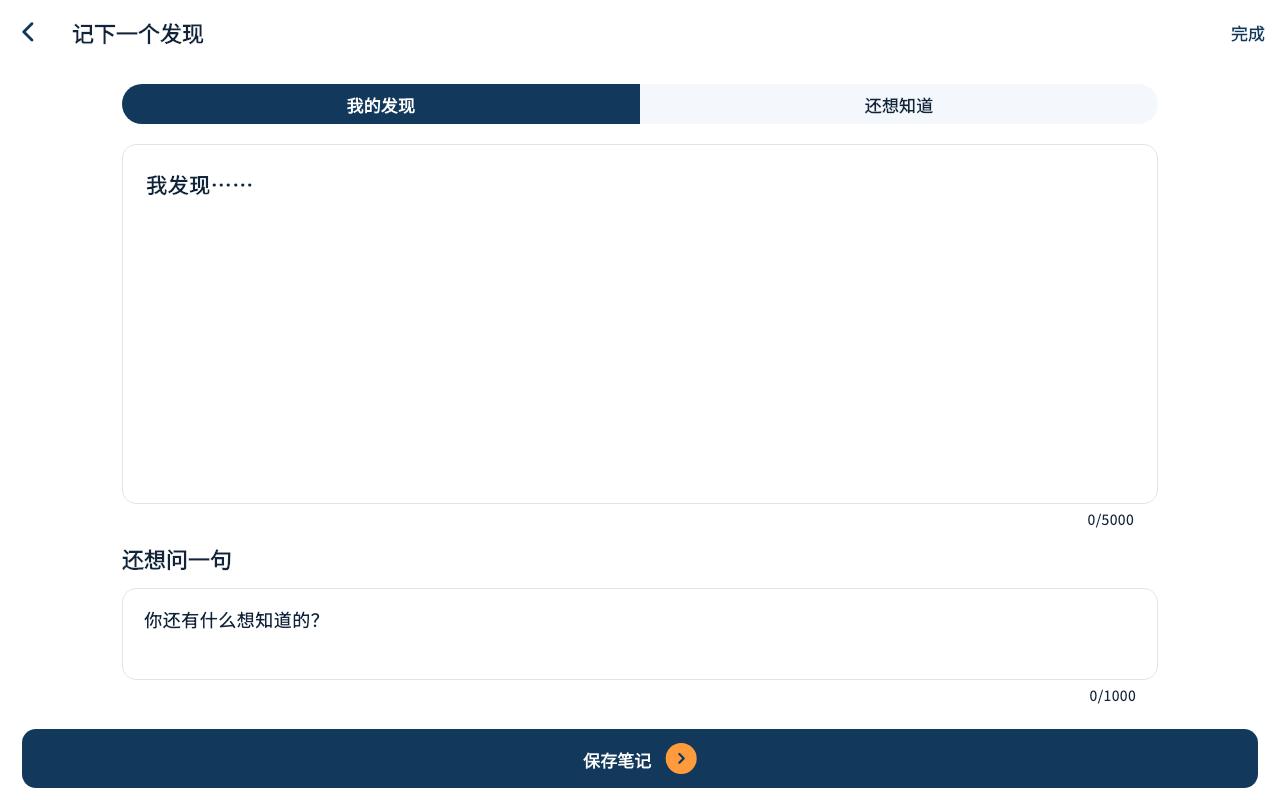 记下一个发现
完成
我的发现
还想知道
我发现……
0/5000
还想问一句
你还有什么想知道的?
0/1000
保存笔记